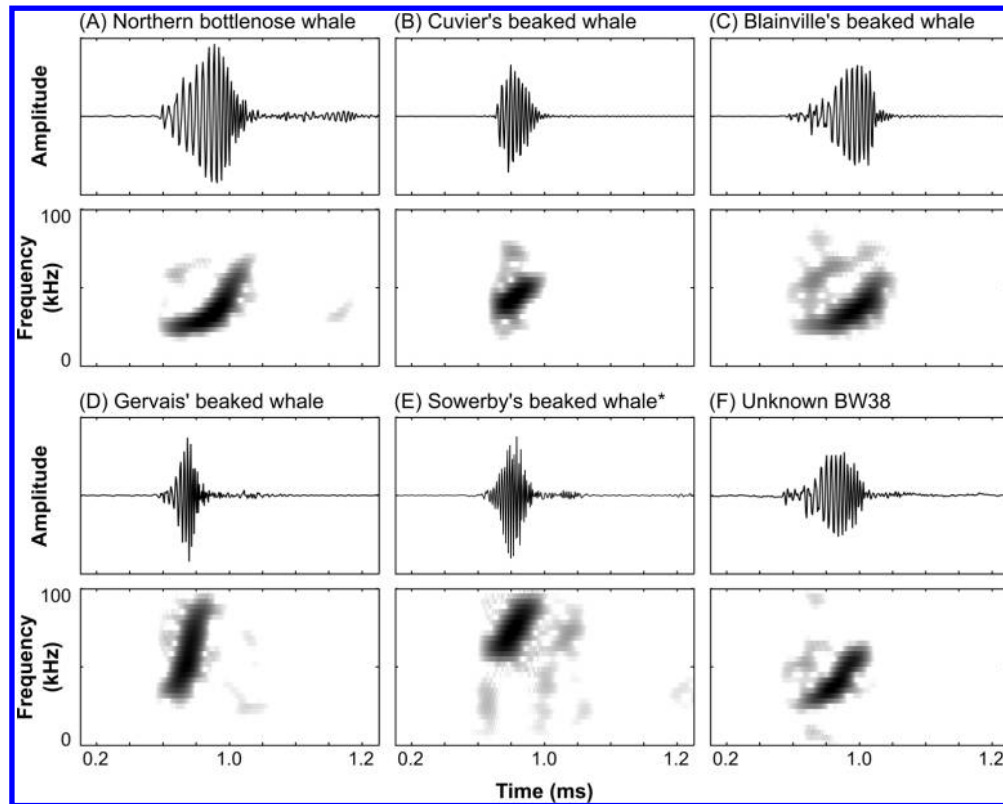 (A) Northern bottlenose whale
(B) Cuvier's beaked whale
(C) Blainville's beaked whale
Amplitude
100
Frequency
(kHz)
0
(D) Gervais' beaked whale
(E) Sowerby's beaked whale*
(F) Unknown BW38
Amplitude
100
Frequency
(kHz)
0
0.2 1.0 1.2 0.2 1.0 1.2 0.2 1.0 1.2
Time (ms)